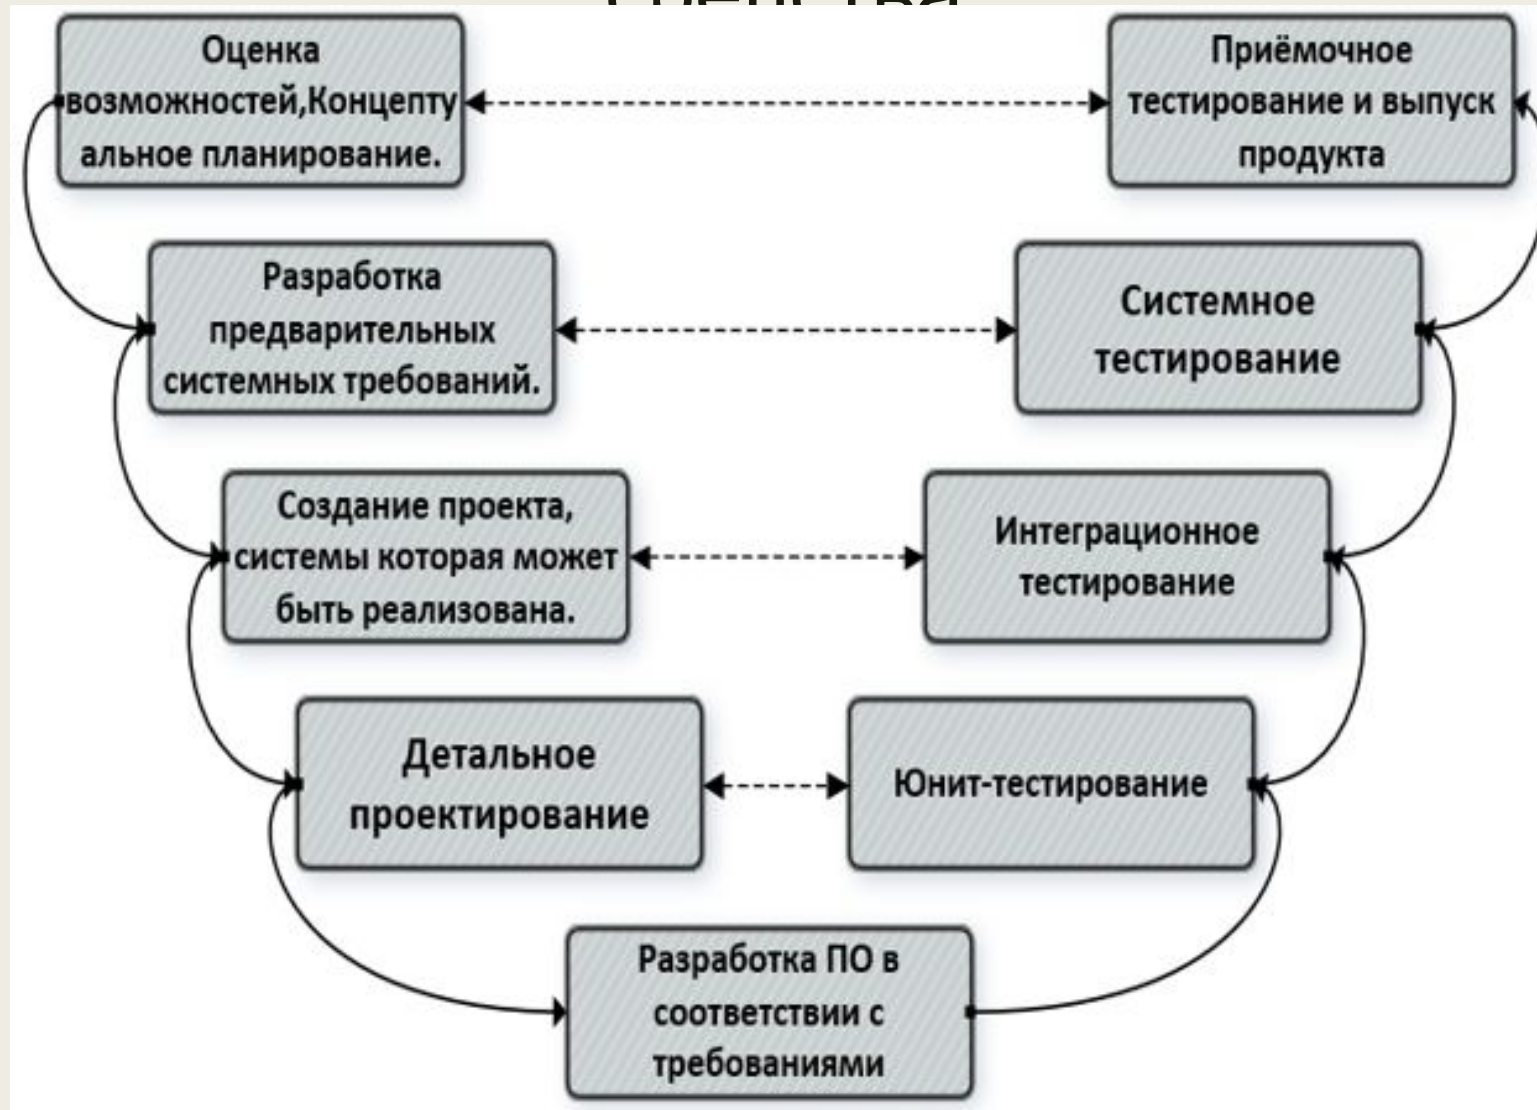 Оценка
возможностей,Концепту
альное планирование.
Приёмочное
тестирование и выпуск
продукта
Разработка
предварительных
системных требований.
Системное
тестирование
Создание проекта,
системы которая может
быть реализована.
Интеграционное
тестирование
Детальное
проектирование
Юнит-тестирование
Разработка ПО в
соответствии с
требованиями